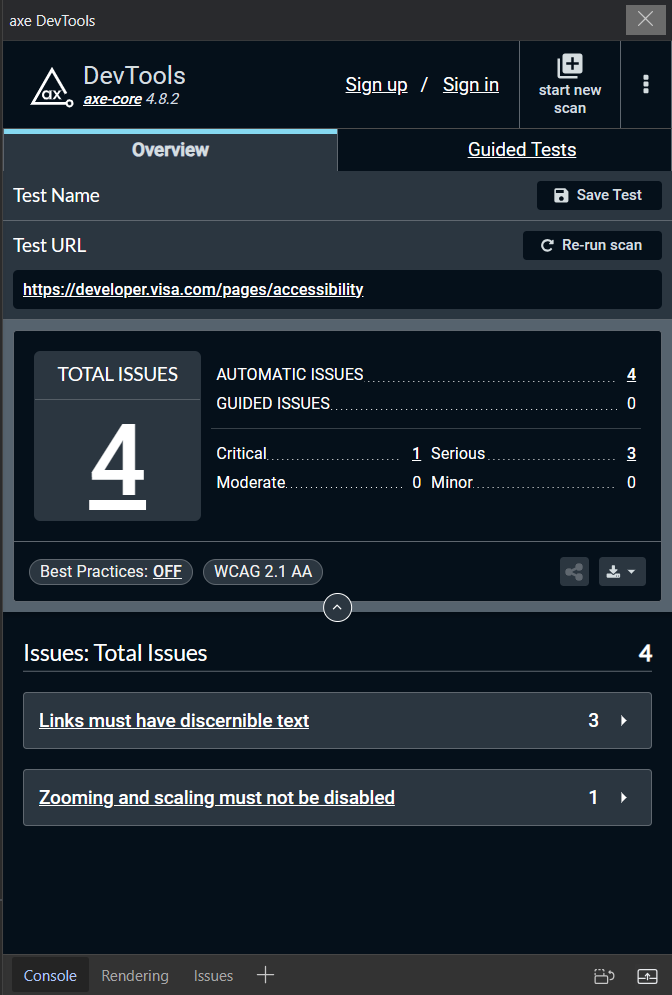 axe DevTools
ax DevTools
axe-core 4.8.2
Sign up / Sign in
start new
scan
Overview
Guided Tests
Test Name
Save Test
Test URL
Re-run scan
https://developer.visa.com/pages/accessibility
TOTAL ISSUES
4
AUTOMATIC ISSUES 4
GUIDED ISSUES 0
Critical 1 Serious 3
Moderate 0 Minor 0
Best Practices: OFF
WCAG 2.1 AA
Issues: Total Issues 4
Links must have discernible text 3
Zooming and scaling must not be disabled 1
Console Rendering Issues